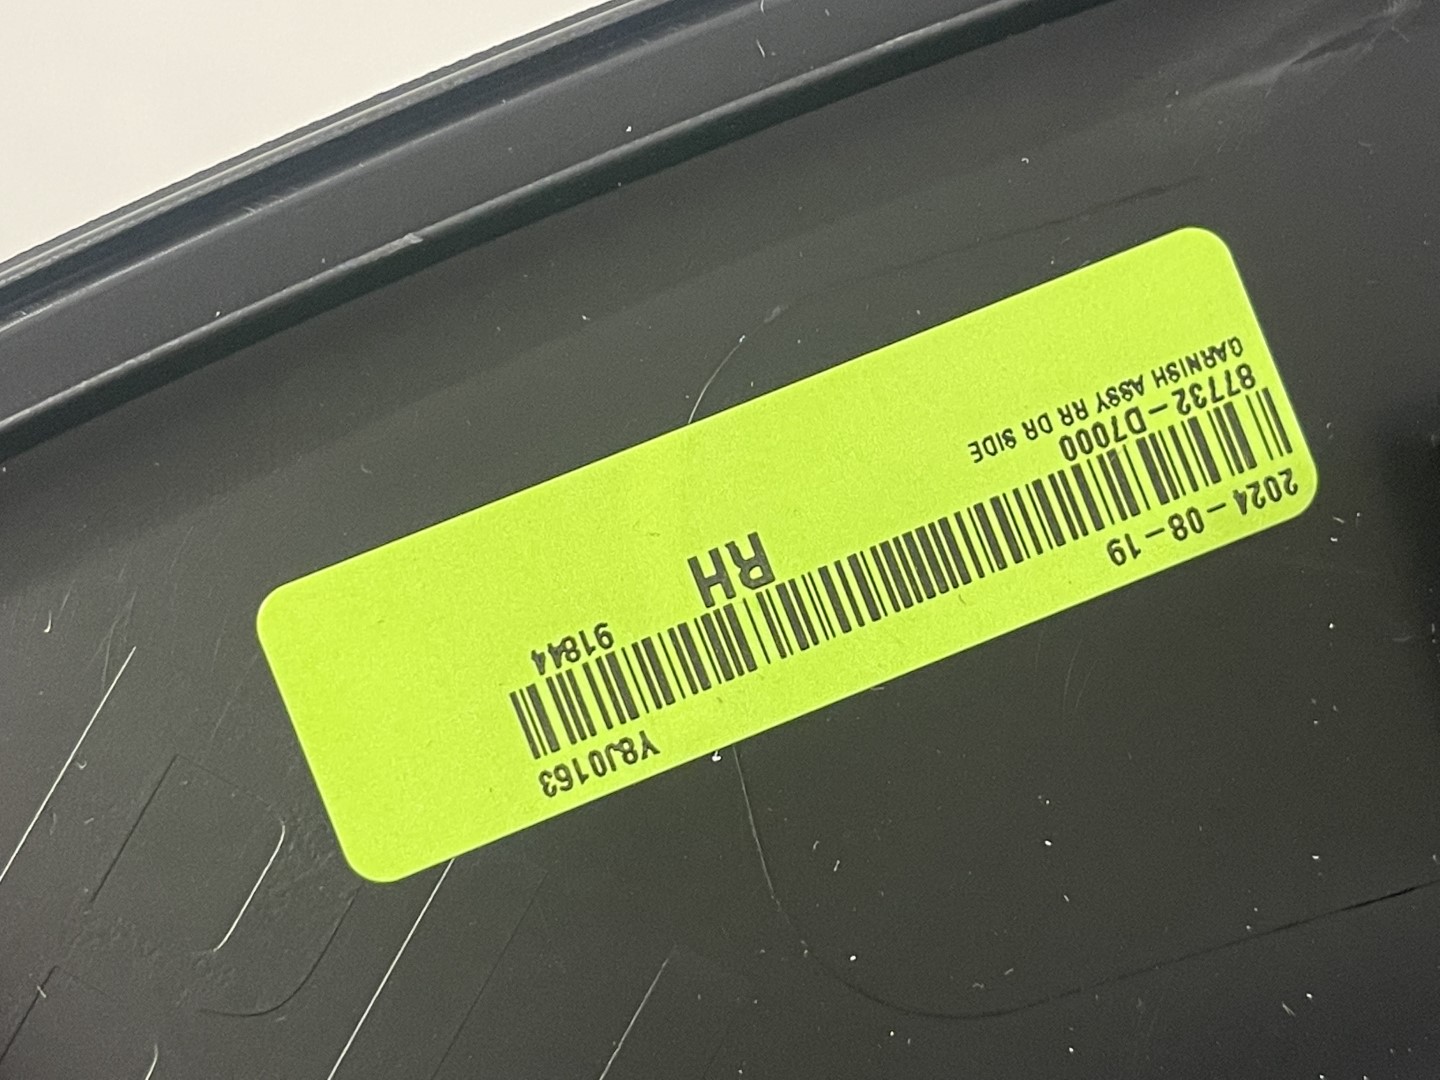 GARNISH ASSY RR DR SIDE
87732-D7000
RH
91844
2024-08-19
Y8J0163